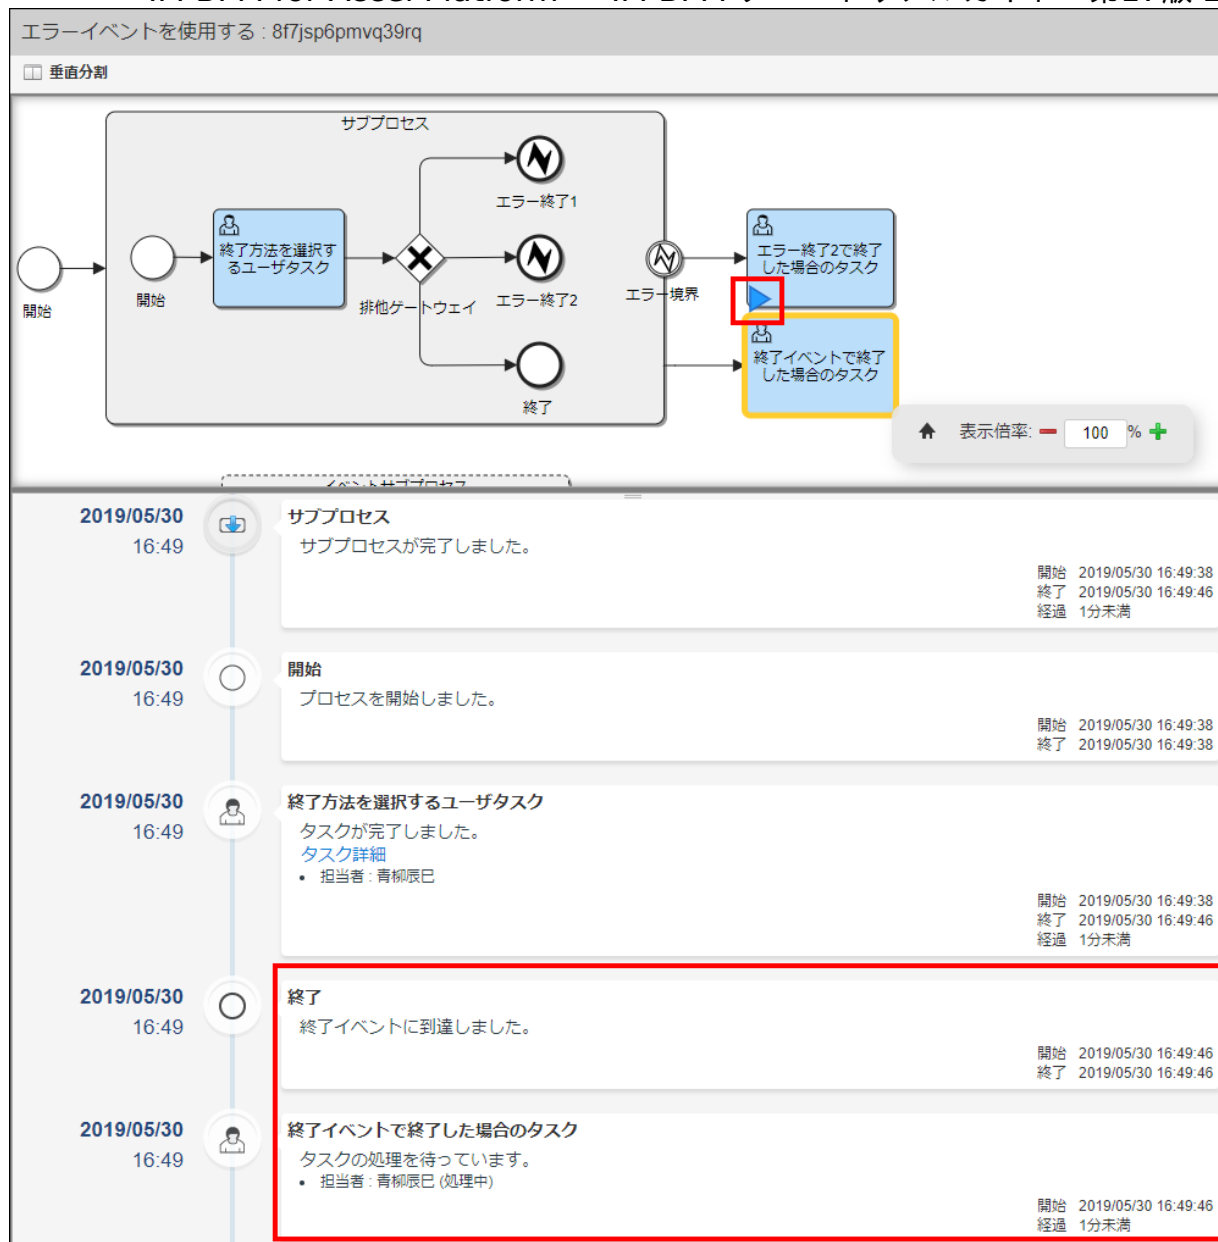 エラーイベントを使用する : 8f7jsp6pmvq39rq
垂直分割
サブプロセス
エラー終了1
終了方法を選択す
るユーザタスク
エラー終了2で終了
した場合のタスク
開始
開始
排他ゲートウェイ
エラー終了2
エラー境界
終了イベントで終了
した場合のタスク
終了
表示倍率:
100
%
イベントサブプロセス
2019/05/30
16:49
サブプロセス
サブプロセスが完了しました。
開始 2019/05/30 16:49:38
終了 2019/05/30 16:49:46
経過 1分未満
2019/05/30
16:49
開始
プロセスを開始しました。
開始 2019/05/30 16:49:38
終了 2019/05/30 16:49:38
2019/05/30
16:49
終了方法を選択するユーザタスク
タスクが完了しました。
タスク詳細
• 担当者 : 青柳辰巳
開始 2019/05/30 16:49:38
終了 2019/05/30 16:49:46
経過 1分未満
2019/05/30
16:49
終了
終了イベントに到達しました。
開始 2019/05/30 16:49:46
終了 2019/05/30 16:49:46
2019/05/30
16:49
終了イベントで終了した場合のタスク
タスクの処理を待っています。
• 担当者 : 青柳辰巳 (処理中)
開始 2019/05/30 16:49:46
経過 1分未満